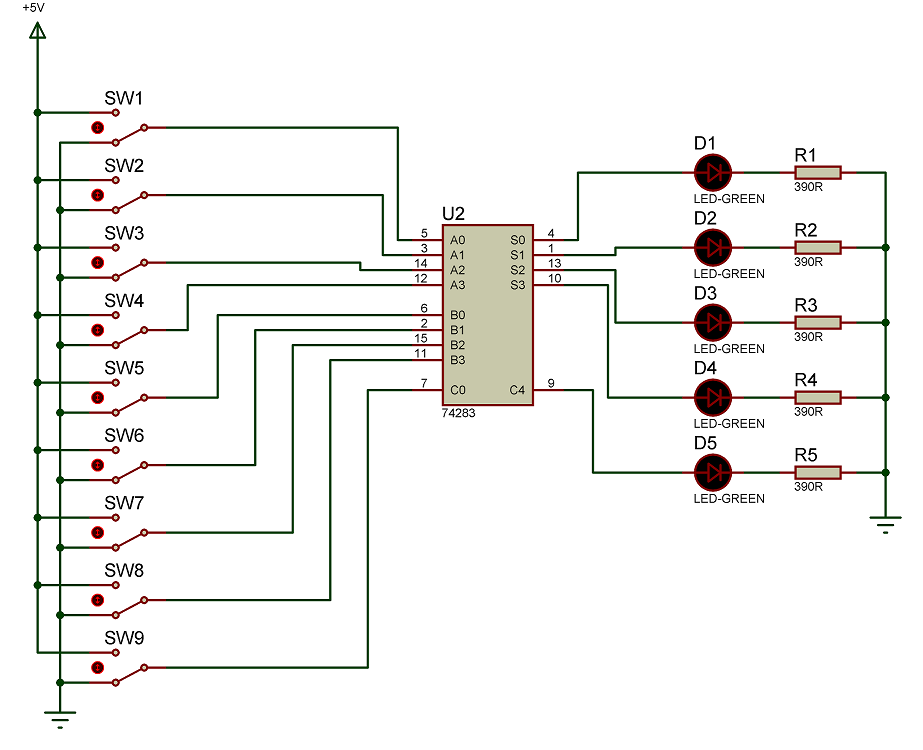 +5V
SW1
SW2
SW3
SW4
SW5
SW6
SW7
SW8
SW9
U2
5 A0 S0 4
3 A1 S1 1
14 A2 S2 13
12 A3 S3 10
6 B0
2 B1
15 B2
11 B3
7 C0 C4 9
74283
D1 R1
LED-GREEN 390R
D2 R2
LED-GREEN 390R
D3 R3
LED-GREEN 390R
D4 R4
LED-GREEN 390R
D5 R5
LED-GREEN 390R